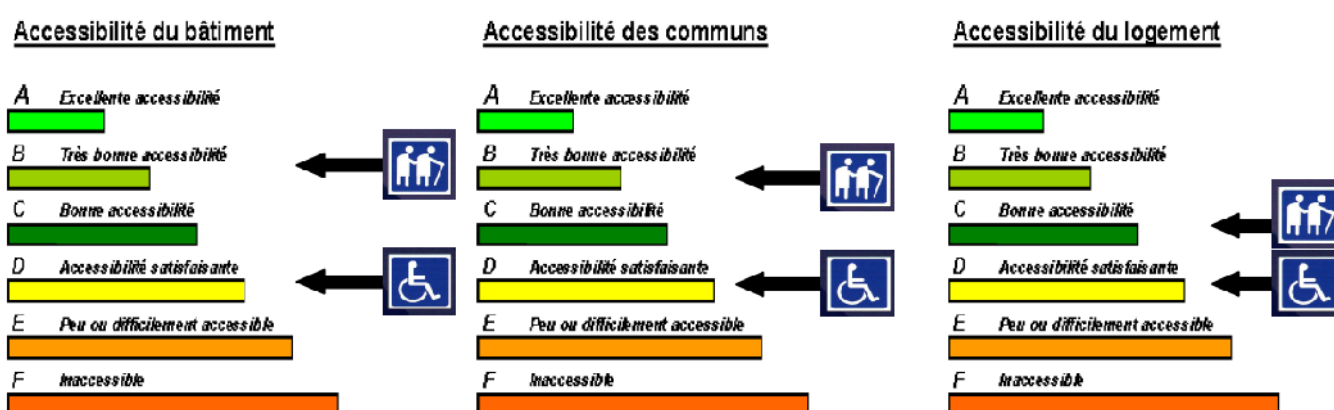 Accessibilité du bâtiment
A Excellente accessibilité
B Très bonne accessibilité
C Bonne accessibilité
D Accessibilité satisfaisante
E Peu ou difficilement accessible
F Inaccessible
Accessibilité des communs
A Excellente accessibilité
B Très bonne accessibilité
C Bonne accessibilité
D Accessibilité satisfaisante
E Peu ou difficilement accessible
F Inaccessible
Accessibilité du logement
A Excellente accessibilité
B Très bonne accessibilité
C Bonne accessibilité
D Accessibilité satisfaisante
E Peu ou difficilement accessible
F Inaccessible